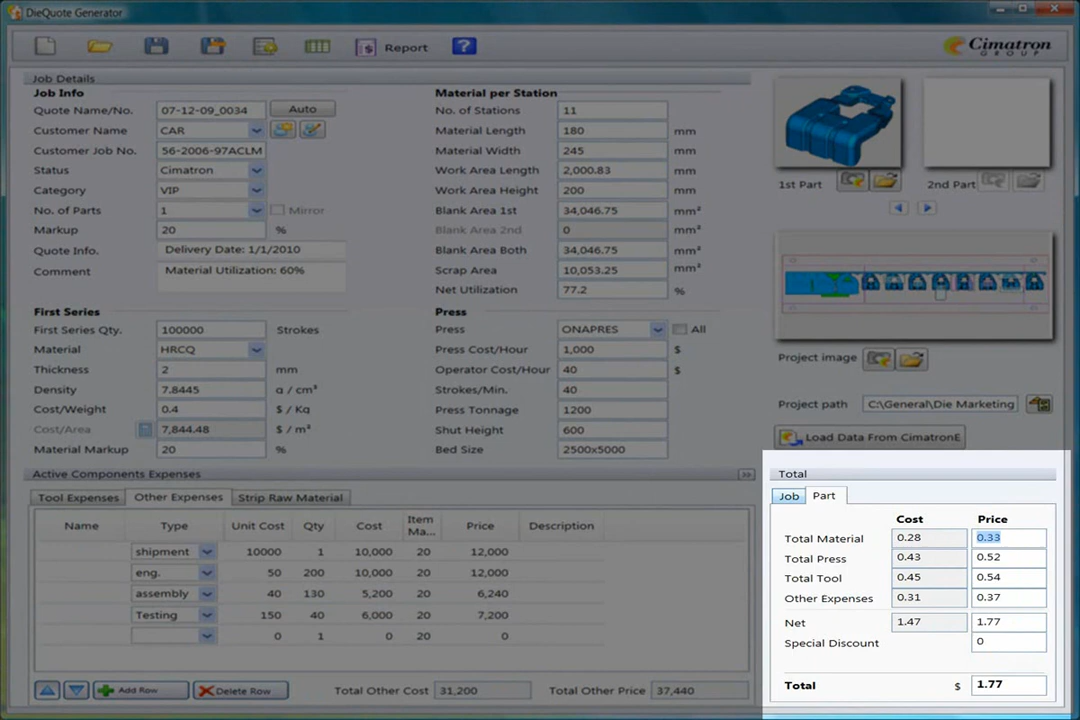 DieQuote Generator
Report
?
Cimatron
GROUP
Job Details
Job Info
Quote Name/No. 07-12-09_0034 Auto
Customer Name CAR
Customer Job No. 56-2006-97ACLM
Status Cimatron
Category VIP
No. of Parts 1 Mirror
Markup 20 %
Quote Info. Delivery Date: 1/1/2010
Comment Material Utilization: 60%
First Series
First Series Qty. 100000 Strokes
Material HRCQ
Thickness 2 mm
Density 7.8445 g / cm³
Cost/Weight 0.4 $ / Kg
Cost/Area 7,844.48 $ / m³
Material Markup 20 %
Material per Station
No. of Stations 11
Material Length 180 mm
Material Width 245 mm
Work Area Length 2,000.83 mm
Work Area Height 200 mm
Blank Area 1st 34,046.75 mm²
Blank Area 2nd 0 mm²
Blank Area Both 34,046.75 mm²
Scrap Area 10,053.25 mm²
Net Utilization 77.2 %
Press
Press ONAPRES All
Press Cost/Hour 1,000 $
Operator Cost/Hour 40 $
Strokes/Min. 40
Press Tonnage 1200
Shut Height 600
Bed Size 2500x5000
1st Part 2nd Part
Project image
Project path C:\General\Die Marketing
Load Data From CimatronE
Active Components Expenses
Tool Expenses Other Expenses Strip Raw Material
Name Type Unit Cost Qty Cost Item Ma... Price Description
shipment 10000 1 10,000 20 12,000
eng. 50 200 10,000 20 12,000
assembly 40 130 5,200 20 6,240
Testing 150 40 6,000 20 7,200
0 1 0 20 0
Add Row Delete Row Total Other Cost 31,200 Total Other Price 37,440
Total
Job Part
Cost Price
Total Material 0.28 0.33
Total Press 0.43 0.52
Total Tool 0.45 0.54
Other Expenses 0.31 0.37
Net 1.47 1.77
Special Discount 0
Total $ 1.77